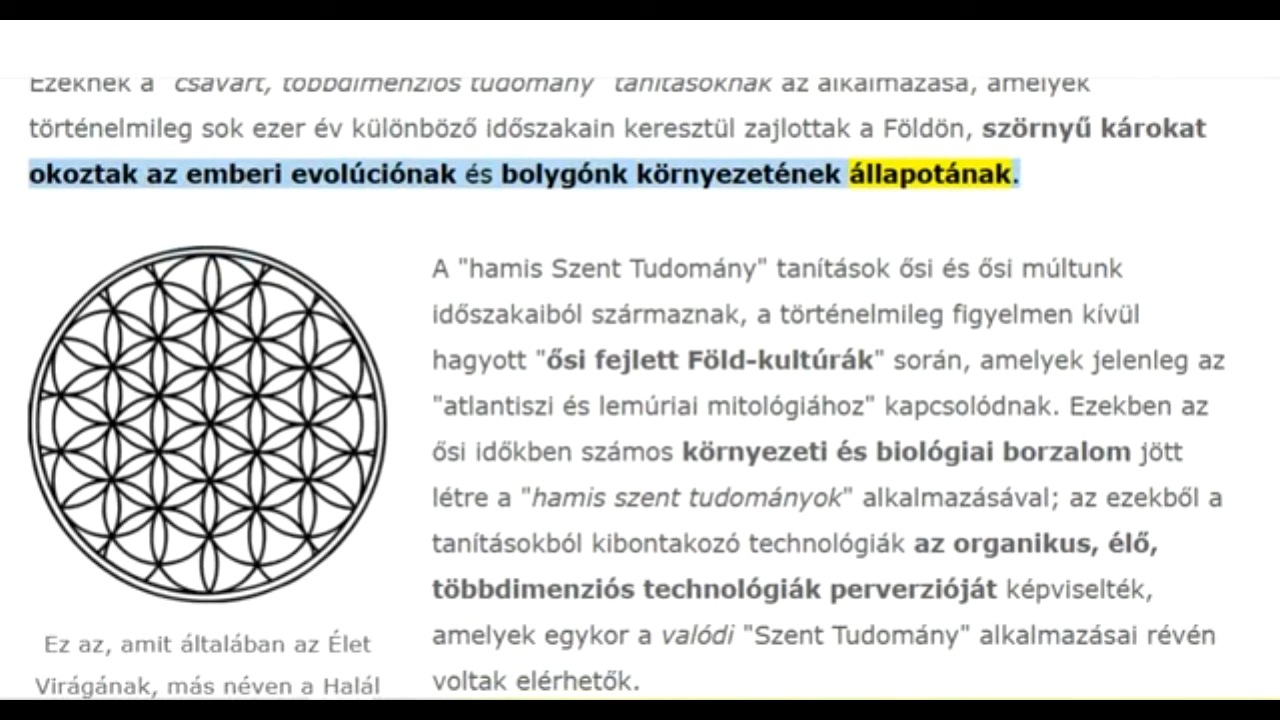 Ezeknek a "csavart, többdimenziós tudomány" tanításoknak az alkalmazása, amelyek
történelmileg sok ezer év különböző időszakain keresztül zajlottak a Földön, szörnyű károkat
okoztak az emberi evolúciónak és bolygónk környezetének állapotának.
A "hamis Szent Tudomány" tanítások ősi és ősi múltunk
időszakaiból származnak, a történelmileg figyelmen kívül
hagyott "ősi fejlett Föld-kultúrák" során, amelyek jelenleg az
"atlantiszi és lemúriai mitológiához" kapcsolódnak. Ezekben az
ősi időkben számos környezeti és biológiai borzalom jött
létre a "hamis szent tudományok" alkalmazásával; az ezekből a
tanításokból kibontakozó technológiák az organikus, élő,
többdimenziós technológiák perverzióját képviselték,
amelyek egykor a valódi "Szent Tudomány" alkalmazásai révén
voltak elérhetők.
Ez az, amit általában az Élet
Virágának, más néven a Halál